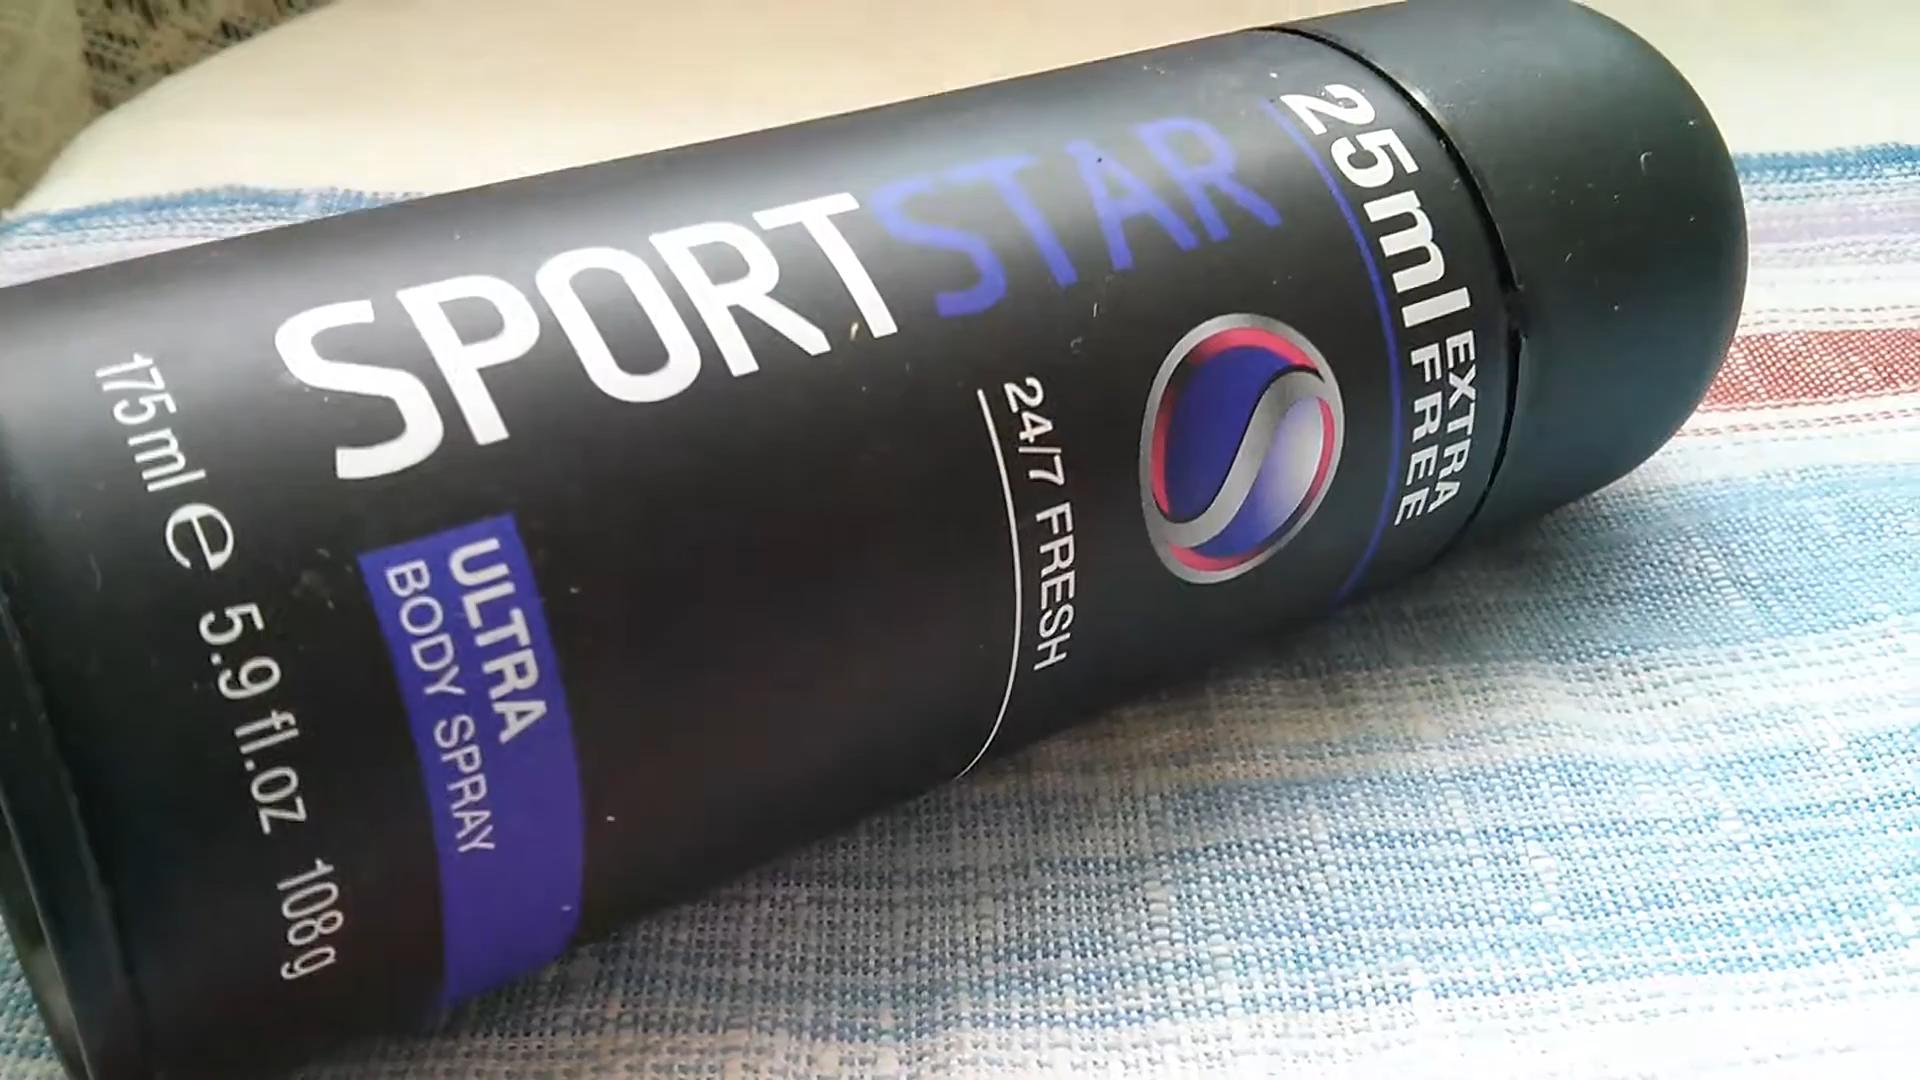 25ml EXTRA FREE
SPORTSTAR
24/7 FRESH
ULTRA
BODY SPRAY
175ml ℮ 5.9 fl.oz 108g